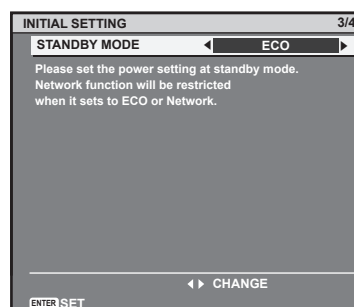 INITIAL SETTING 3/4
STANDBY MODE ECO
Please set the power setting at standby mode.
Network function will be restricted
when it sets to ECO or Network.
CHANGE
ENTER SET